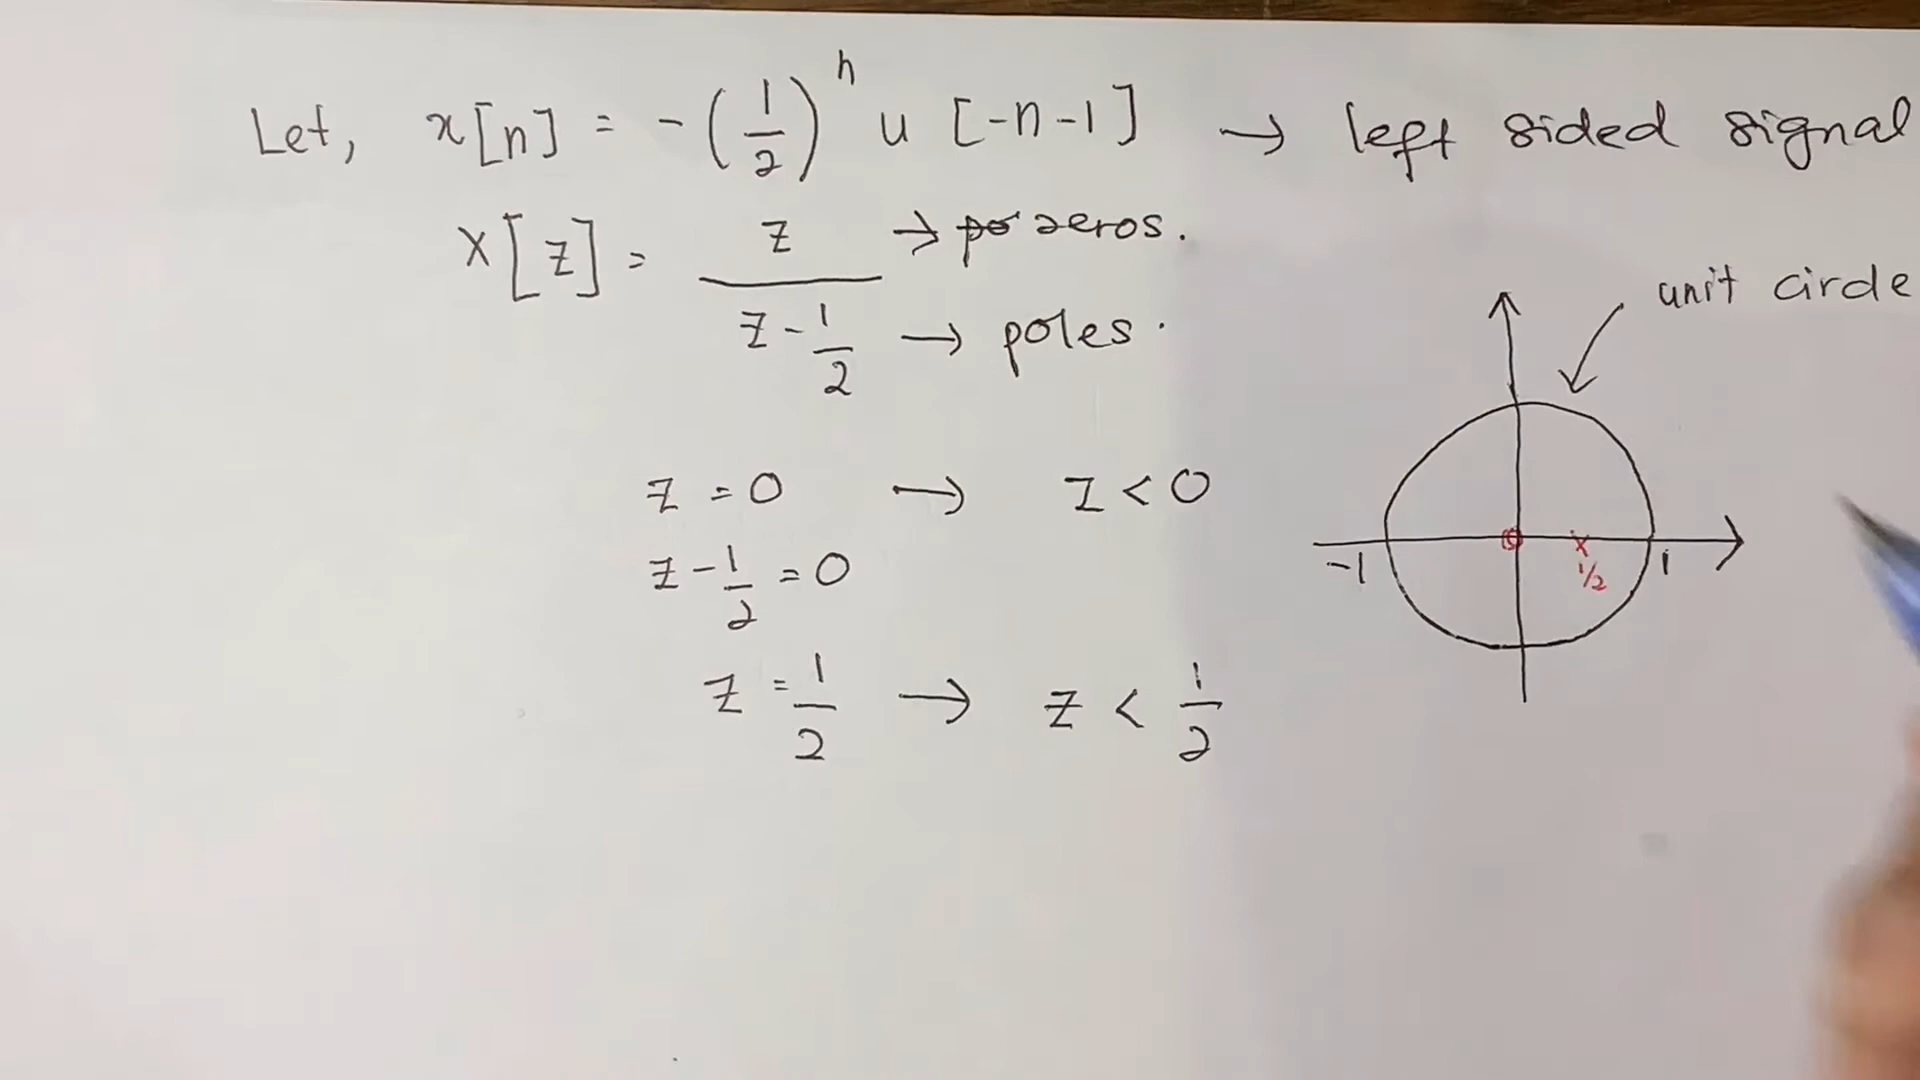 Let, x[n] = -(1/2)^n u [-n-1] → left sided signal
X[z] = z / (z - 1/2)
→ po zeros.
→ poles.
unit circle
z = 0 → z < 0
z - 1/2 = 0
z = 1/2 → z < 1/2
-1 1/2 1